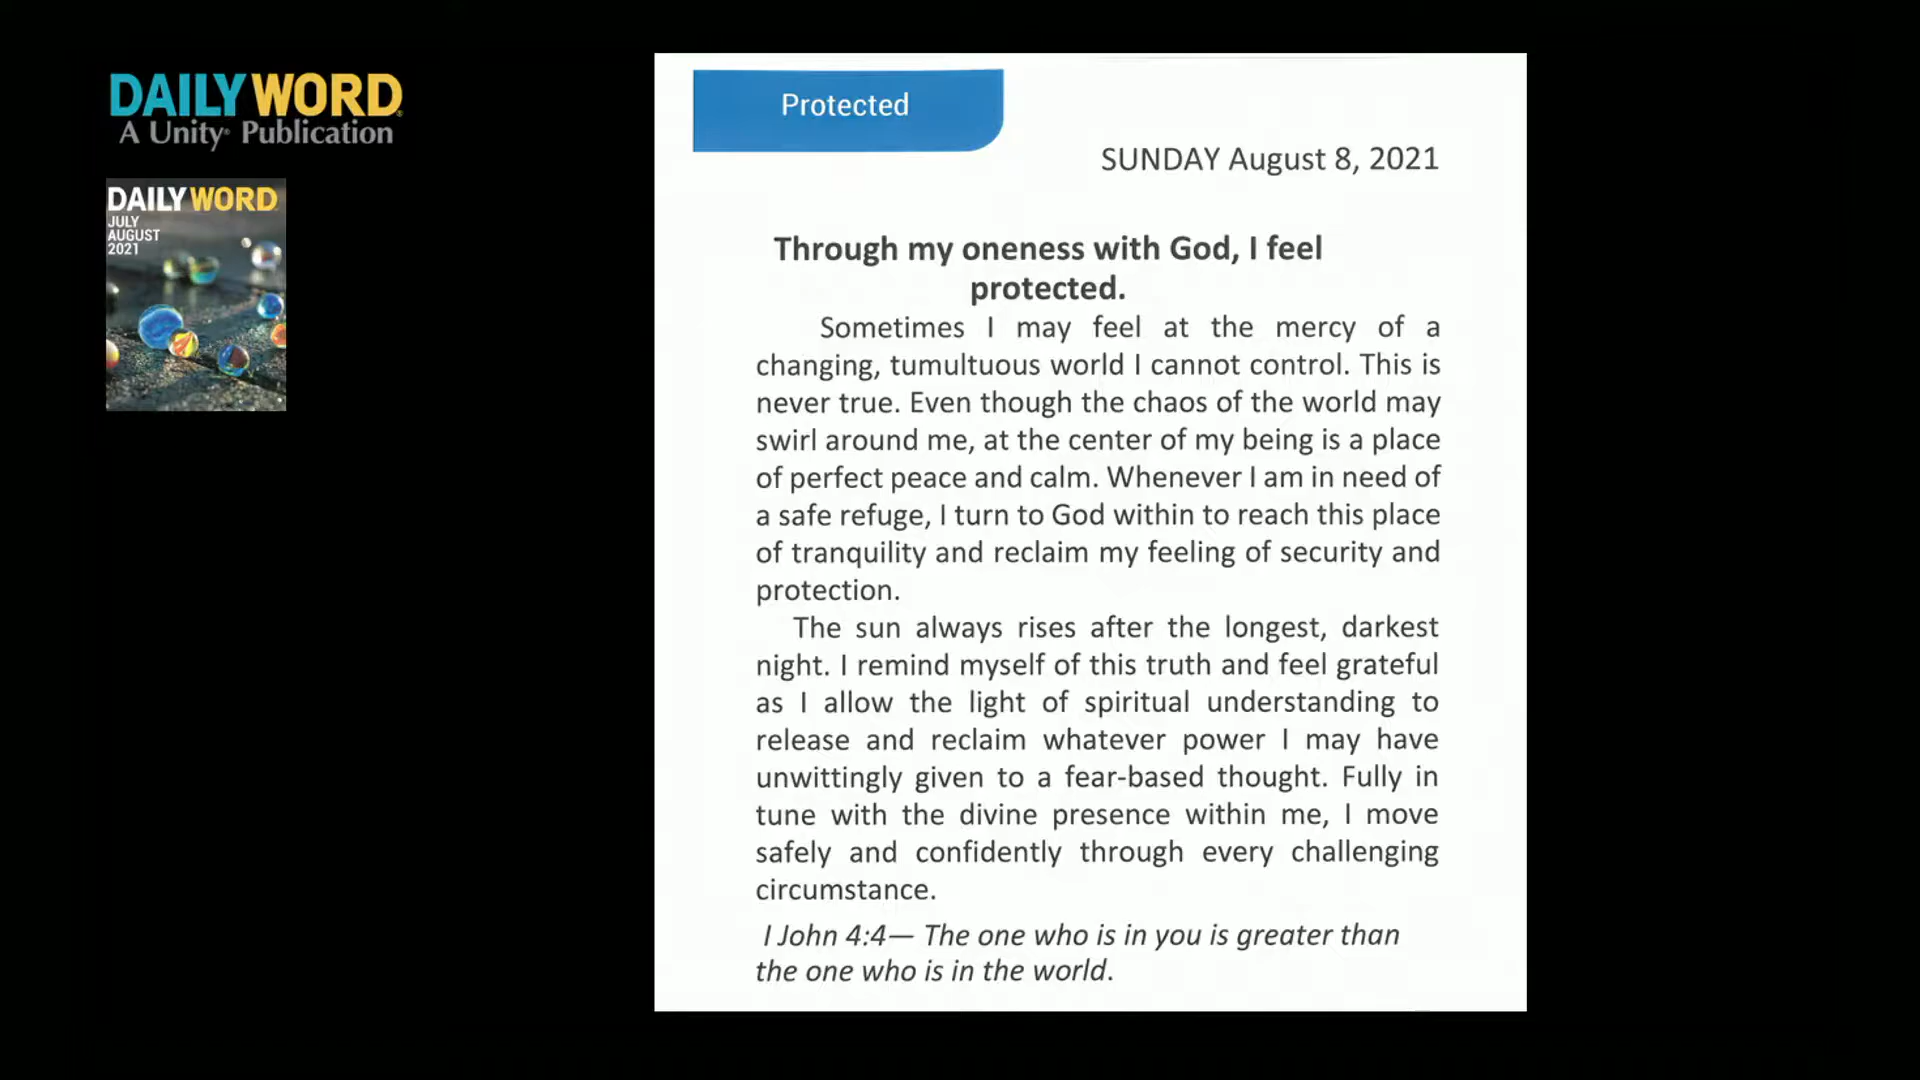 DAILY WORD
A Unity® Publication
DAILY WORD
JULY
AUGUST
2021
Protected
SUNDAY August 8, 2021
Through my oneness with God, I feel
protected.
Sometimes I may feel at the mercy of a
changing, tumultuous world I cannot control. This is
never true. Even though the chaos of the world may
swirl around me, at the center of my being is a place
of perfect peace and calm. Whenever I am in need of
a safe refuge, I turn to God within to reach this place
of tranquility and reclaim my feeling of security and
protection.
The sun always rises after the longest, darkest
night. I remind myself of this truth and feel grateful
as I allow the light of spiritual understanding to
release and reclaim whatever power I may have
unwittingly given to a fear-based thought. Fully in
tune with the divine presence within me, I move
safely and confidently through every challenging
circumstance.
I John 4:4— The one who is in you is greater than
the one who is in the world.